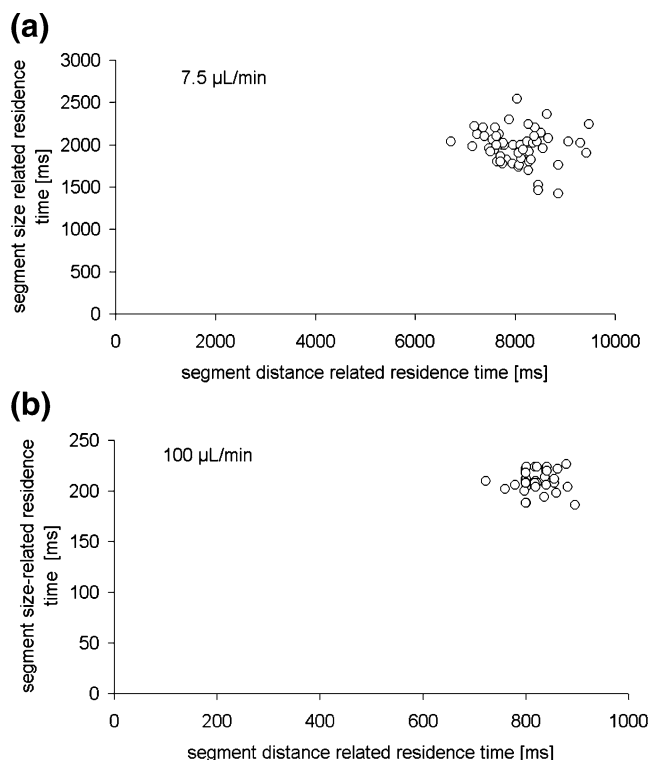 (a)
7.5 µL/min
segment size related residence
time [ms]
3000
2500
2000
1500
1000
500
0
0 2000 4000 6000 8000 10000
segment distance related residence time [ms]
(b)
100 µL/min
segment size-related residence
time [ms]
250
200
150
100
50
0
0 200 400 600 800 1000
segment distance related residence time [ms]